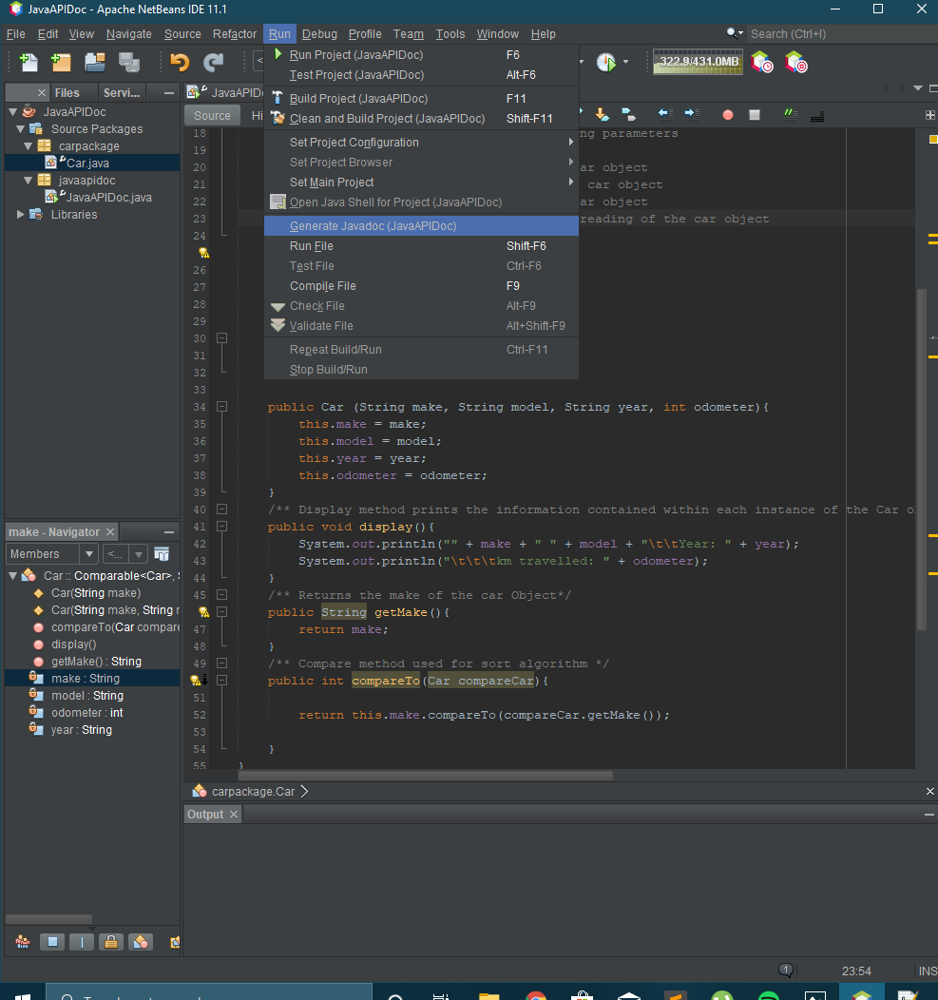 JavaAPIDoc - Apache NetBeans IDE 11.1
File Edit View Navigate Source Refactor Run Debug Profile Team Tools Window Help
Search (Ctrl+I)
322.9/431.0MB
Files Servi...
JavaAPIDoc
Source Packages
carpackage
Car.java
javaapidoc
JavaAPIDoc.java
Libraries
Run Project (JavaAPIDoc) F6
Test Project (JavaAPIDoc) Alt-F6
Build Project (JavaAPIDoc) F11
Clean and Build Project (JavaAPIDoc) Shift-F11
Set Project Configuration
Set Project Browser
Set Main Project
Open Java Shell for Project (JavaAPIDoc)
Generate Javadoc (JavaAPIDoc)
Run File Shift-F6
Test File Ctrl-F6
Compile File F9
Check File Alt-F9
Validate File Alt+Shift-F9
Repeat Build/Run Ctrl-F11
Stop Build/Run
JavaAPIDo
Source Hi
18 ng parameters
19
20 ar object
21 car object
22 ar object
23 reading of the car object
24
26
27
28
29
30
31
32
33
34 public Car (String make, String model, String year, int odometer){
35 this.make = make;
36 this.model = model;
37 this.year = year;
38 this.odometer = odometer;
39 }
40 /** Display method prints the information contained within each instance of the Car o
41 public void display(){
42 System.out.println("" + make + " " + model + "\t\tYear: " + year);
43 System.out.println("\t\t\tkm travelled: " + odometer);
44 }
45 /** Returns the make of the car Object*/
public String getMake(){
47 return make;
48 }
49 /** Compare method used for sort algorithm */
public int compareTo(Car compareCar){
51
52 return this.make.compareTo(compareCar.getMake());
53
54 }
55 }
make - Navigator
Members <...
Car :: Comparable<Car>,
Car(String make)
Car(String make, String
compareTo(Car compare
display()
getMake() : String
make : String
model : String
odometer : int
year : String
carpackage.Car
Output
1
23:54 INS